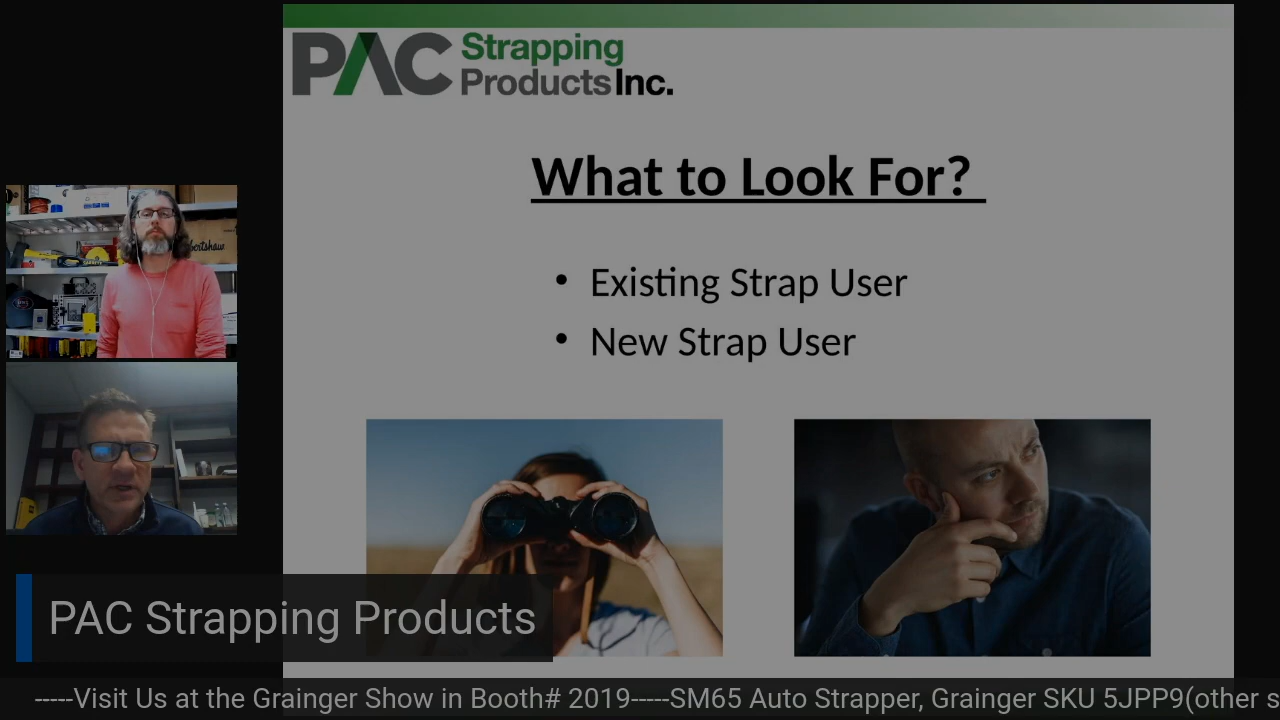 PAC Strapping
Products Inc.
What to Look For?
• Existing Strap User
• New Strap User
bertshaw
PAC Strapping Products
-----Visit Us at the Grainger Show in Booth# 2019-----SM65 Auto Strapper, Grainger SKU 5JPP9(other s